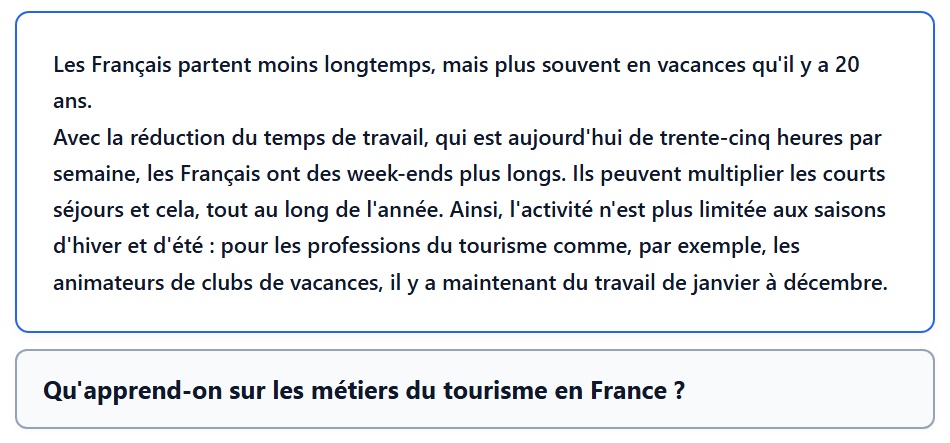 Les Français partent moins longtemps, mais plus souvent en vacances qu'il y a 20
ans.
Avec la réduction du temps de travail, qui est aujourd'hui de trente-cinq heures par
semaine, les Français ont des week-ends plus longs. Ils peuvent multiplier les courts
séjours et cela, tout au long de l'année. Ainsi, l'activité n'est plus limitée aux saisons
d'hiver et d'été : pour les professions du tourisme comme, par exemple, les
animateurs de clubs de vacances, il y a maintenant du travail de janvier à décembre.
Qu'apprend-on sur les métiers du tourisme en France ?